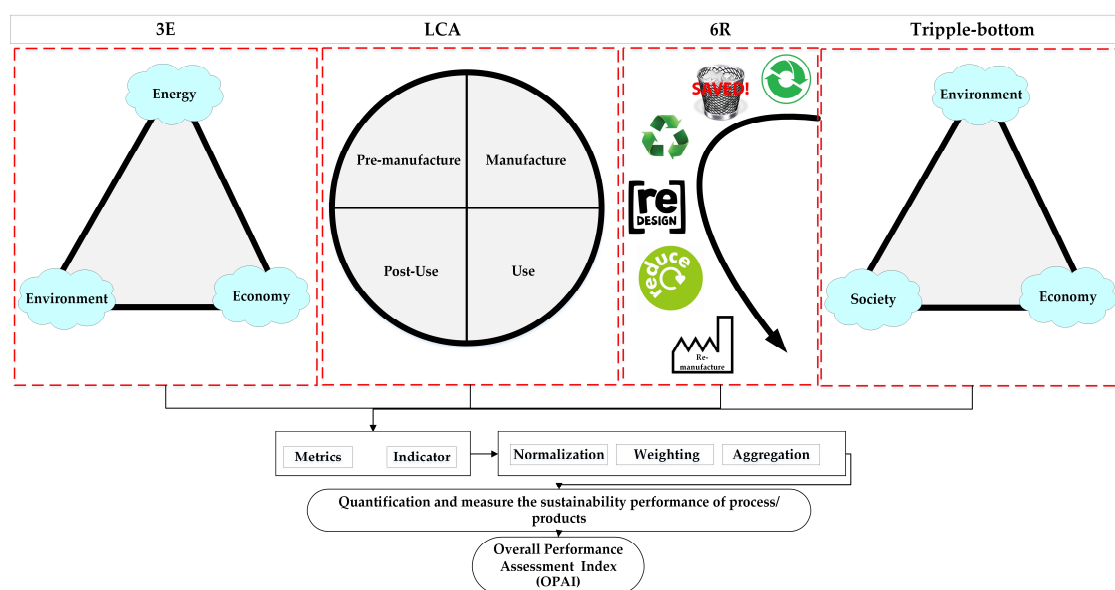 3E
LCA
6R
Tripple-bottom
Energy
Environment
Economy
Pre-manufacture
Manufacture
Post-Use
Use
SAVED!
re
DESIGN
reduce
Re-
manufacture
Environment
Society
Economy
Metrics
Indicator
Normalization
Weighting
Aggregation
Quantification and measure the sustainability performance of process/
products
Overall Performance
Assessment Index
(OPAI)